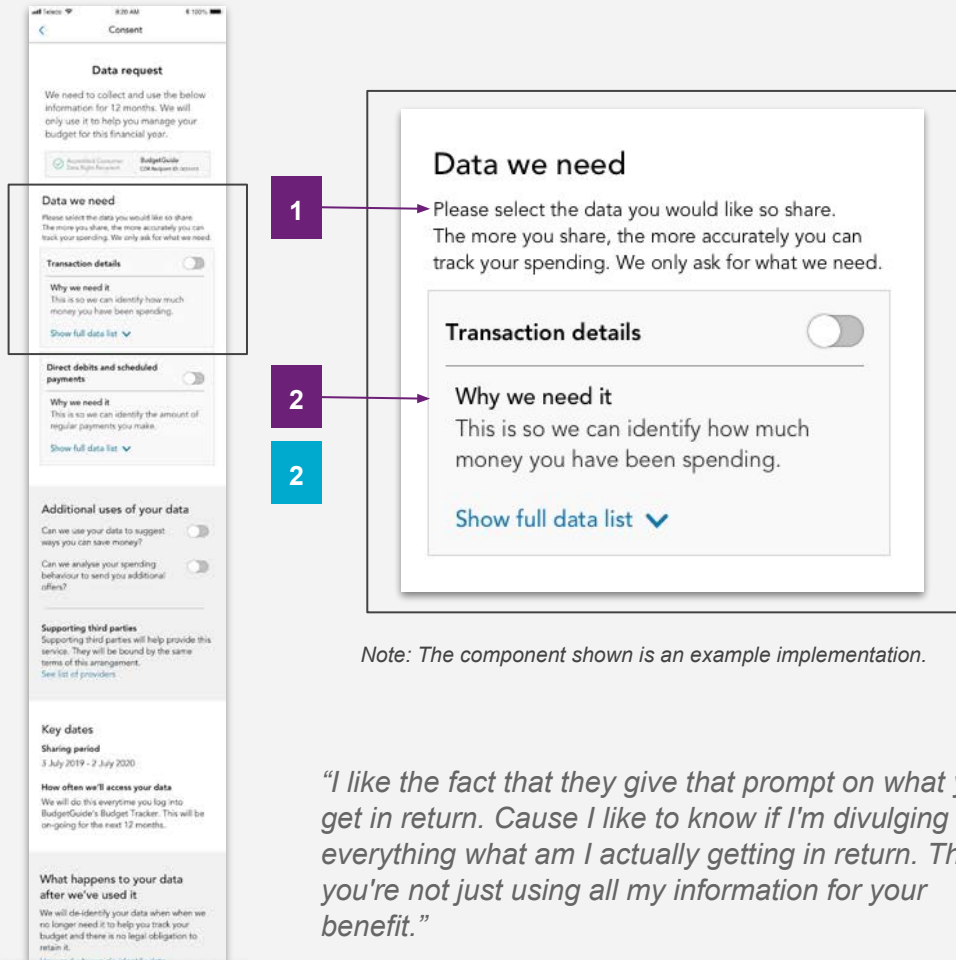 Telco 8:20 AM 100%
Consent
Data request
We need to collect and use the below
information for 12 months. We will
only use it to help you manage your
budget for this financial year.
Accredited Consumer
Data Right Recipient
BudgetGuide
CDR Recipient ID:
Data we need
Please select the data you would like so share.
The more you share, the more accurately you can
track your spending. We only ask for what we need.
Transaction details
Why we need it
This is so we can identify how much
money you have been spending.
Show full data list
Direct debits and scheduled
payments
Why we need it
This is so we can identify the amount of
regular payments you make.
Show full data list
Additional uses of your data
Can we use your data to suggest
ways you can save money?
Can we analyse your spending
behaviour to send you additional
offers?
Supporting third parties
Supporting third parties will help provide this
service. They will be bound by the same
terms of this arrangement.
See list of providers
Key dates
Sharing period
3 July 2019 - 2 July 2020
How often we'll access your data
We will do this everytime you log into
BudgetGuide's Budget Tracker. This will be
on-going for the next 12 months.
What happens to your data
after we've used it
We will de-identify your data when when we
no longer need it to help you track your
budget and there is no legal obligation to
retain it.
1
2
2
Data we need
Please select the data you would like so share.
The more you share, the more accurately you can
track your spending. We only ask for what we need.
Transaction details
Why we need it
This is so we can identify how much
money you have been spending.
Show full data list
Note: The component shown is an example implementation.
“I like the fact that they give that prompt on what y
get in return. Cause I like to know if I'm divulging
everything what am I actually getting in return. Th
you're not just using all my information for your
benefit.”